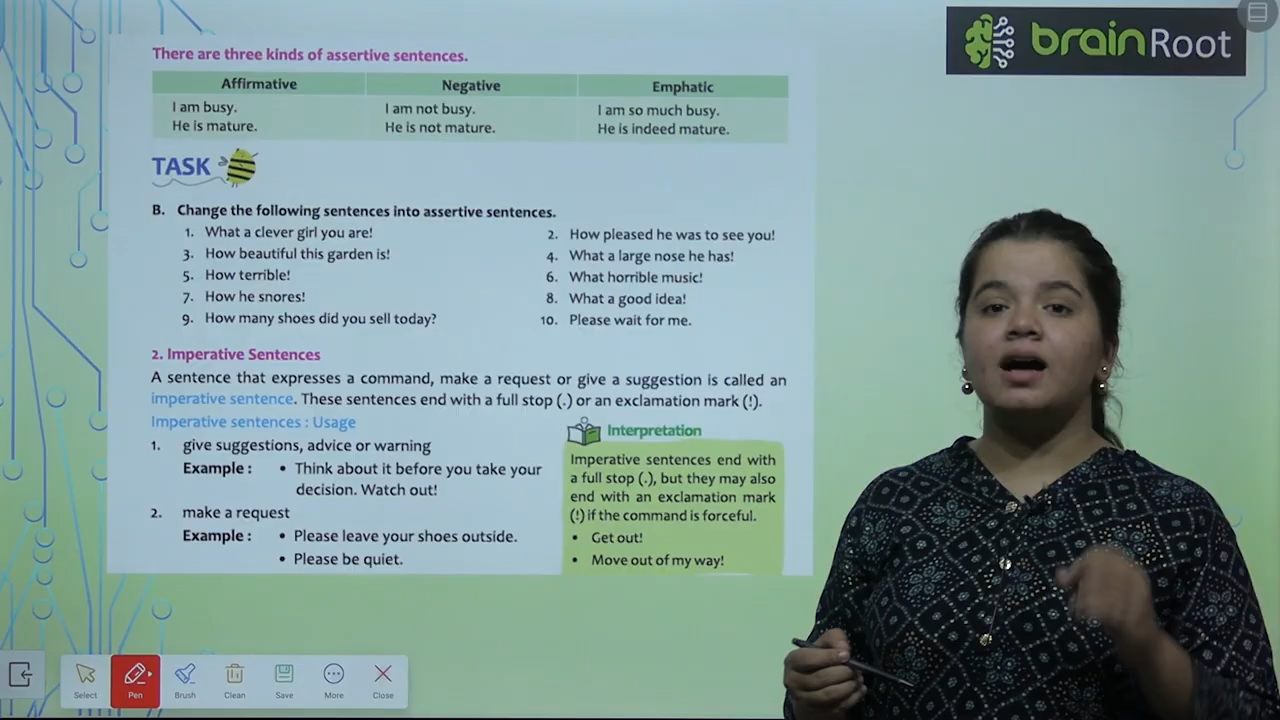 brainRoot
There are three kinds of assertive sentences.
Affirmative Negative Emphatic
I am busy. I am not busy. I am so much busy.
He is mature. He is not mature. He is indeed mature.
TASK
B. Change the following sentences into assertive sentences.
1. What a clever girl you are! 2. How pleased he was to see you!
3. How beautiful this garden is! 4. What a large nose he has!
5. How terrible! 6. What horrible music!
7. How he snores! 8. What a good idea!
9. How many shoes did you sell today? 10. Please wait for me.
2. Imperative Sentences
A sentence that expresses a command, make a request or give a suggestion is called an
imperative sentence. These sentences end with a full stop (.) or an exclamation mark (!).
Imperative sentences : Usage
1. give suggestions, advice or warning
Example : • Think about it before you take your
decision. Watch out!
2. make a request
Example : • Please leave your shoes outside.
• Please be quiet.
Interpretation
Imperative sentences end with
a full stop (.), but they may also
end with an exclamation mark
(!) if the command is forceful.
• Get out!
• Move out of my way!
Select Pen Brush Clean Save More Close